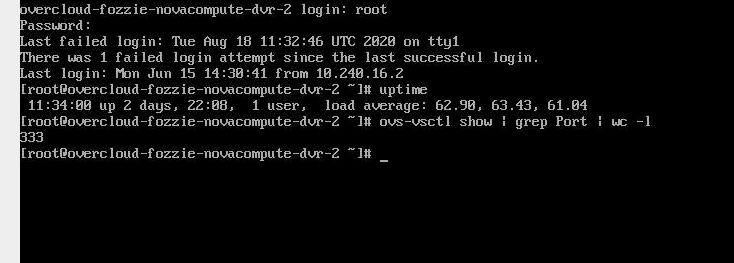 overcloud-fozzie-novacompute-dvr-2 login: root
Password:
Last failed login: Tue Aug 18 11:32:46 UTC 2020 on tty1
There was 1 failed login attempt since the last successful login.
Last login: Mon Jun 15 14:30:41 from 10.240.16.2
[root@overcloud-fozzie-novacompute-dvr-2 ~]# uptime
 11:34:00 up 2 days, 22:08,  1 user,  load average: 62.90, 63.43, 61.04
[root@overcloud-fozzie-novacompute-dvr-2 ~]# ovs-vsctl show | grep Port | wc -l
333
[root@overcloud-fozzie-novacompute-dvr-2 ~]# _